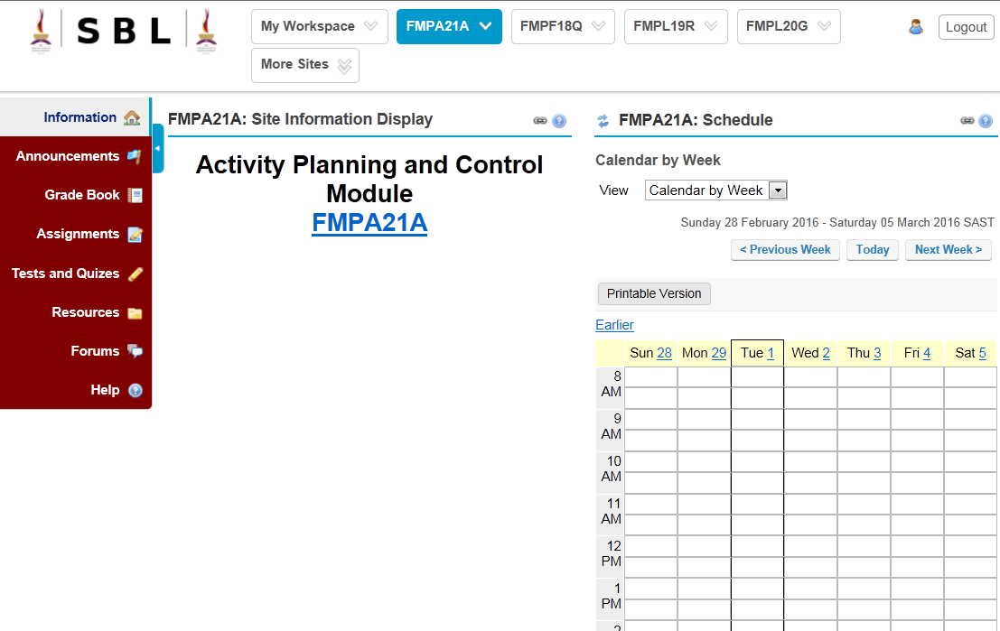 SBL
My Workspace
FMPA21A
FMPF18Q
FMPL19R
FMPL20G
Logout
More Sites
Information
Announcements
Grade Book
Assignments
Tests and Quizes
Resources
Forums
Help
FMPA21A: Site Information Display
Activity Planning and Control
Module
FMPA21A
FMPA21A: Schedule
Calendar by Week
View Calendar by Week
Sunday 28 February 2016 - Saturday 05 March 2016 SAST
< Previous Week Today Next Week >
Printable Version
Earlier
Sun 28 Mon 29 Tue 1 Wed 2 Thu 3 Fri 4 Sat 5
8
AM
9
AM
10
AM
11
AM
12
PM
1
PM
2